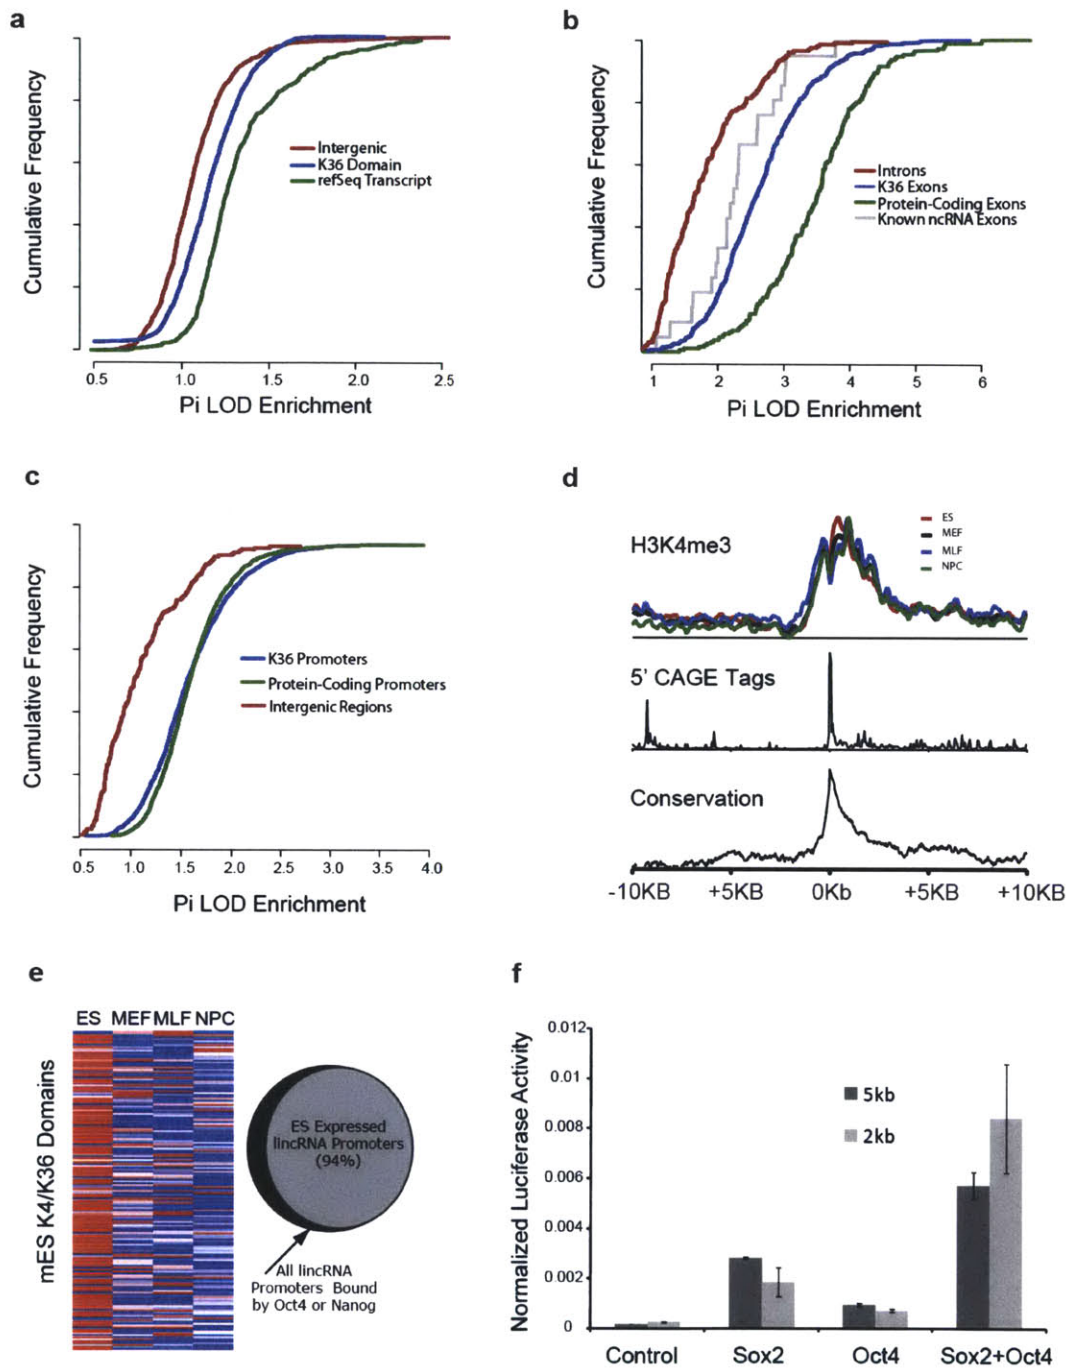 a
Cumulative Frequency
Intergenic
K36 Domain
refSeq Transcript
0.5 1.0 1.5 2.0 2.5
Pi LOD Enrichment
b
Cumulative Frequency
Introns
K36 Exons
Protein-Coding Exons
Known ncRNA Exons
1 2 3 4 5 6
Pi LOD Enrichment
c
Cumulative Frequency
K36 Promoters
Protein-Coding Promoters
Intergenic Regions
0.5 1.0 1.5 2.0 2.5 3.0 3.5 4.0
Pi LOD Enrichment
d
H3K4me3
ES
MEF
MLF
NPC
5' CAGE Tags
Conservation
-10KB +5KB 0Kb +5KB +10KB
e
ES MEF MLF NPC
mES K4/K36 Domains
ES Expressed
lincRNA Promoters
(94%)
All lincRNA
Promoters Bound
by Oct4 or Nanog
f
Normalized Luciferase Activity
0.012
0.01
0.008
0.006
0.004
0.002
0
5kb
2kb
Control Sox2 Oct4 Sox2+Oct4